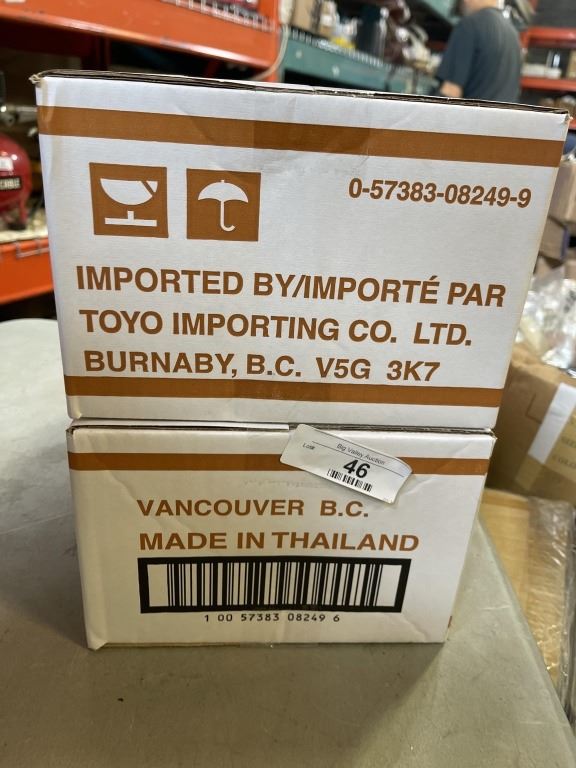 0-57383-08249-9
IMPORTED BY/IMPORTÉ PAR
TOYO IMPORTING CO. LTD.
BURNABY, B.C. V5G 3K7
Big Valley Auction
Lot#
46
VANCOUVER B.C.
MADE IN THAILAND
1 00 57383 08249 6